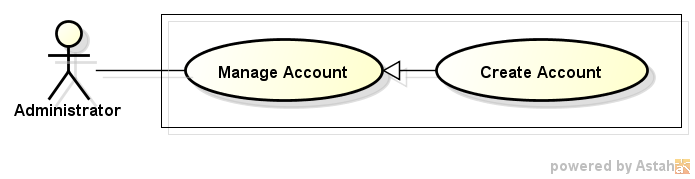 Manage Account
Create Account
Administrator
powered by Astah